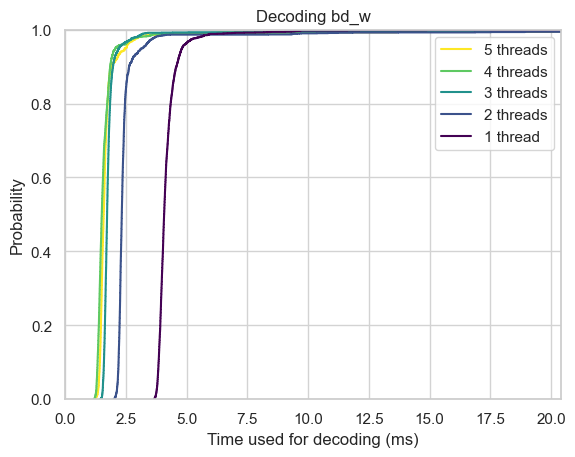 Decoding bd_w
Probability
1.0
0.8
0.6
0.4
0.2
0.0
5 threads
4 threads
3 threads
2 threads
1 thread
0.0 2.5 5.0 7.5 10.0 12.5 15.0 17.5 20.0
Time used for decoding (ms)